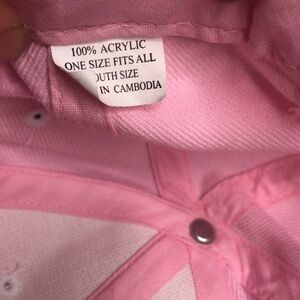 100% ACRYLIC
ONE SIZE FITS ALL
OUTH SIZE
IN CAMBODIA